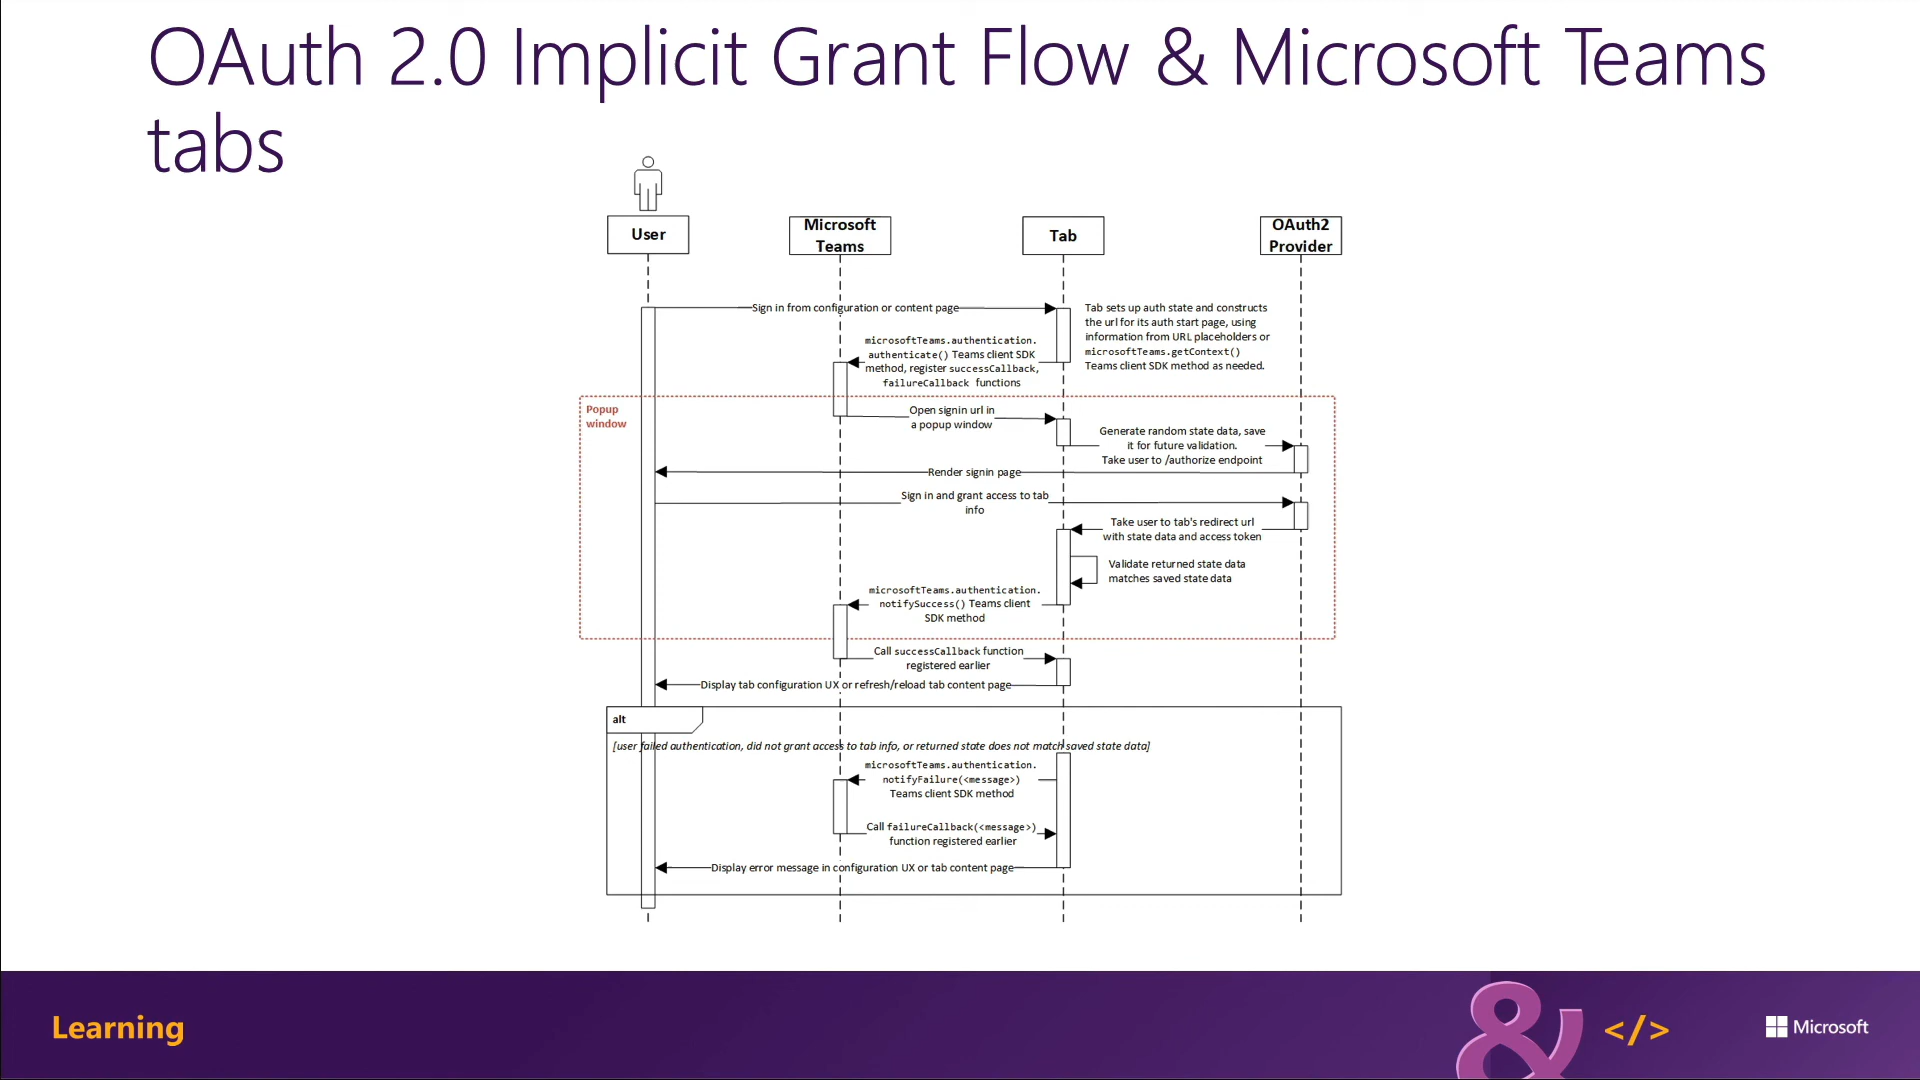 OAuth 2.0 Implicit Grant Flow & Microsoft Teams
tabs
User
Microsoft
Teams
Tab
OAuth2
Provider
Sign in from configuration or content page
Tab sets up auth state and constructs
the url for its auth start page, using
information from URL placeholders or
microsoftTeams.getContext()
Teams client SDK method as needed.
microsoftTeams.authentication.
authenticate() Teams client SDK
method, register successCallback,
failureCallback functions
Popup
window
Open signin url in
a popup window
Generate random state data, save
it for future validation.
Take user to /authorize endpoint
Render signin page
Sign in and grant access to tab
info
Take user to tab's redirect url
with state data and access token
Validate returned state data
matches saved state data
microsoftTeams.authentication.
notifySuccess() Teams client
SDK method
Call successCallback function
registered earlier
Display tab configuration UX or refresh/reload tab content page
alt
[user failed authentication, did not grant access to tab info, or returned state does not match saved state data]
microsoftTeams.authentication.
notifyFailure(<message>)
Teams client SDK method
Call failureCallback(<message>)
function registered earlier
Display error message in configuration UX or tab content page
Learning
& </>
Microsoft